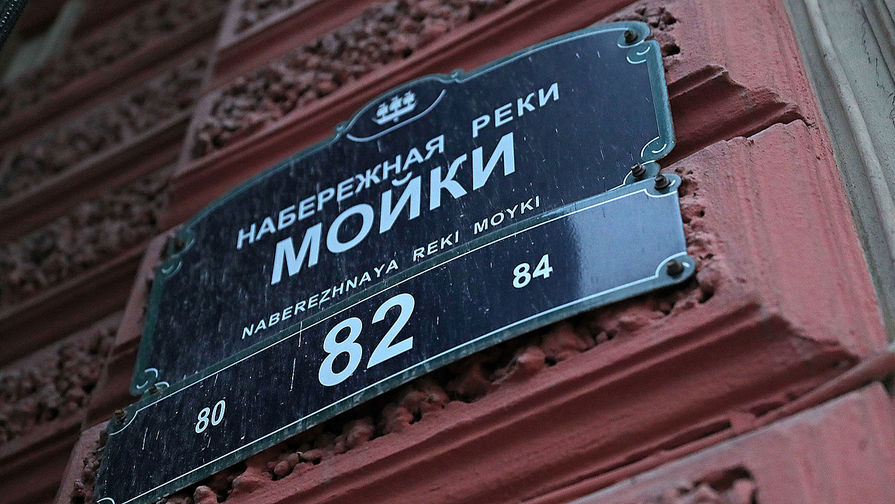 НАБЕРЕЖНАЯ РЕКИ
МОЙКИ
NABEREZHNAYA REKI MOYKI
80 82 84